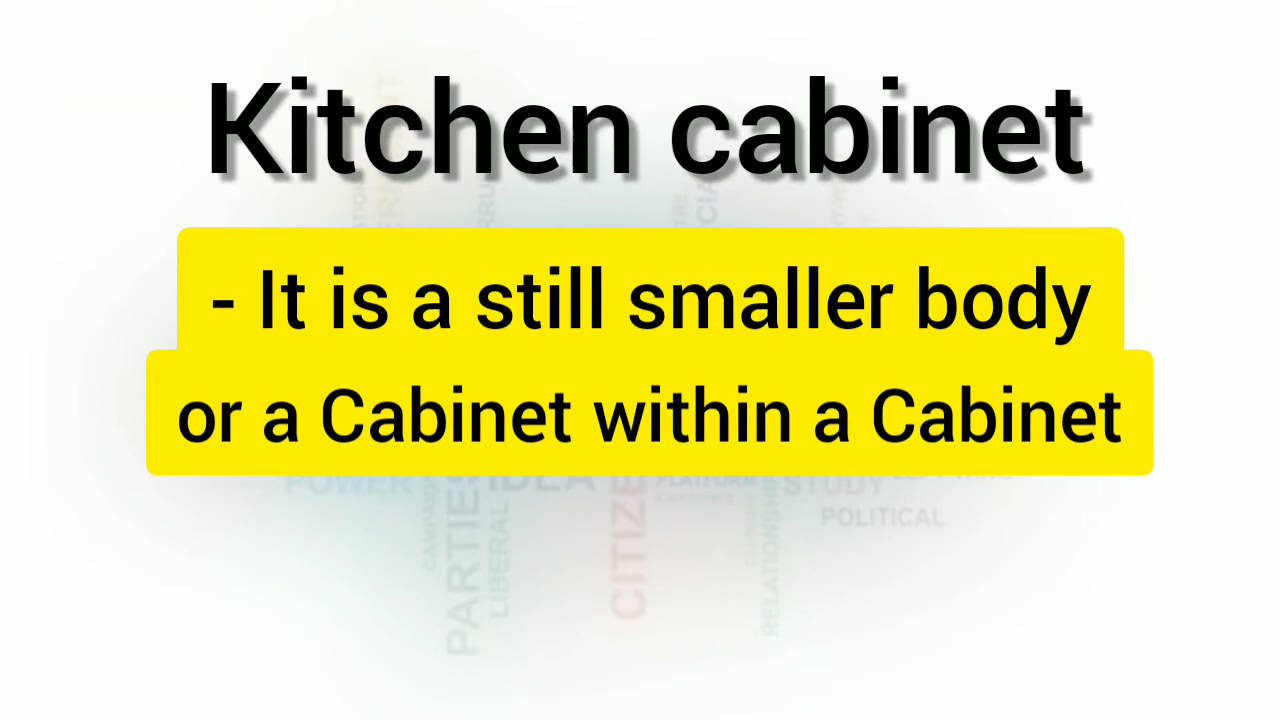 Kitchen cabinet
- It is a still smaller body
or a Cabinet within a Cabinet
POWER
IDEA
PLATFORM
STUDY
POLITICAL
PARTIES
LIBERAL
RELATIONSHIP